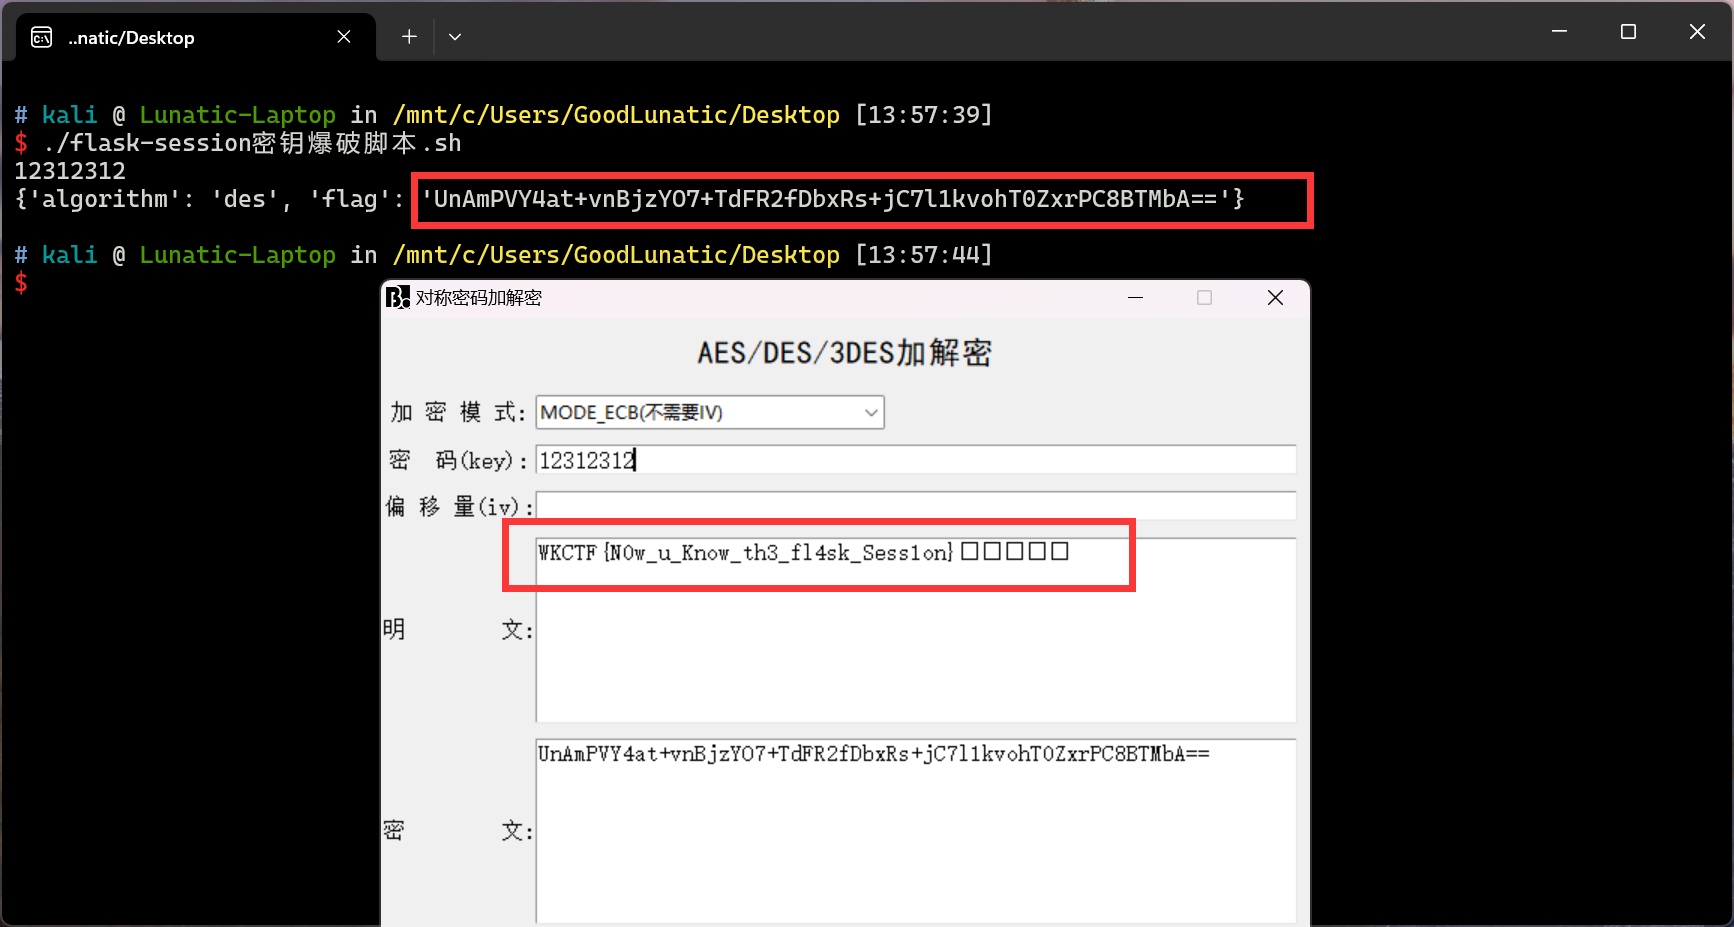 ..natic/Desktop
# kali @ Lunatic-Laptop in /mnt/c/Users/GoodLunatic/Desktop [13:57:39]
$ ./flask-session密钥爆破脚本.sh
12312312
{'algorithm': 'des', 'flag': 'UnAmPVY4at+vnBjzYO7+TdFR2fDbxRs+jC7l1kvohT0ZxrPC8BTMbA=='}
# kali @ Lunatic-Laptop in /mnt/c/Users/GoodLunatic/Desktop [13:57:44]
$
对称密码加解密
AES/DES/3DES加解密
加 密 模 式: MODE_ECB(不需要IV)
密 码(key): 12312312
偏 移 量(iv):
WKCTF{N0w_u_Know_th3_fl4sk_Sess1on}□□□□□
明 文:
UnAmPVY4at+vnBjzYO7+TdFR2fDbxRs+jC7l1kvohT0ZxrPC8BTMbA==
密 文: